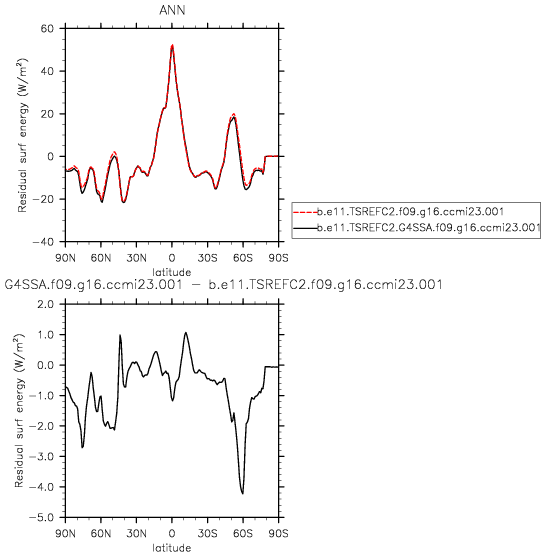 ANN
60
40
20
0
−20
−40
Residual surf energy (W/m²)
90N 60N 30N 0 30S 60S 90S
latitude
b.e11.TSREFC2.f09.g16.ccmi23.001
b.e11.TSREFC2.G4SSA.f09.g16.ccmi23.001
G4SSA.f09.g16.ccmi23.001 − b.e11.TSREFC2.f09.g16.ccmi23.001
2.0
1.0
0.0
−1.0
−2.0
−3.0
−4.0
−5.0
Residual surf energy (W/m²)
90N 60N 30N 0 30S 60S 90S
latitude